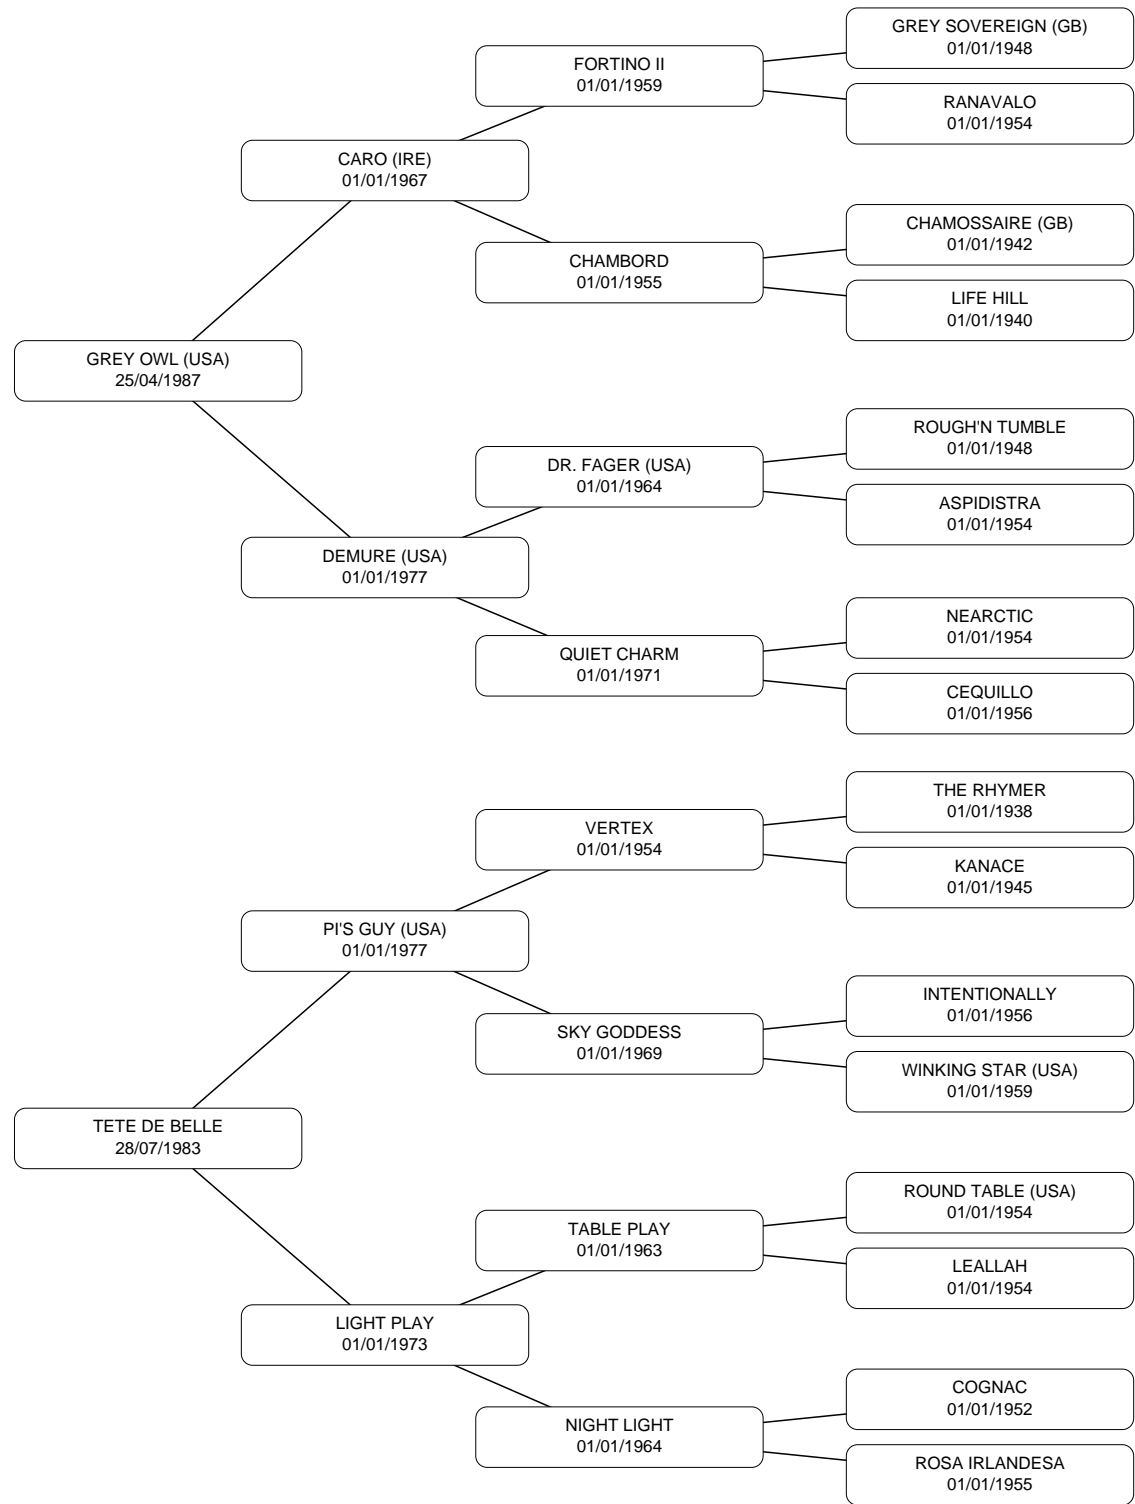 GREY SOVEREIGN (GB)
01/01/1948
FORTINO II
01/01/1959
RANAVALO
01/01/1954
CARO (IRE)
01/01/1967
CHAMOSSAIRE (GB)
01/01/1942
CHAMBORD
01/01/1955
LIFE HILL
01/01/1940
GREY OWL (USA)
25/04/1987
ROUGH'N TUMBLE
01/01/1948
DR. FAGER (USA)
01/01/1964
ASPIDISTRA
01/01/1954
DEMURE (USA)
01/01/1977
NEARCTIC
01/01/1954
QUIET CHARM
01/01/1971
CEQUILLO
01/01/1956
THE RHYMER
01/01/1938
VERTEX
01/01/1954
KANACE
01/01/1945
PI'S GUY (USA)
01/01/1977
INTENTIONALLY
01/01/1956
SKY GODDESS
01/01/1969
WINKING STAR (USA)
01/01/1959
TETE DE BELLE
28/07/1983
ROUND TABLE (USA)
01/01/1954
TABLE PLAY
01/01/1963
LEALLAH
01/01/1954
LIGHT PLAY
01/01/1973
COGNAC
01/01/1952
NIGHT LIGHT
01/01/1964
ROSA IRLANDESA
01/01/1955